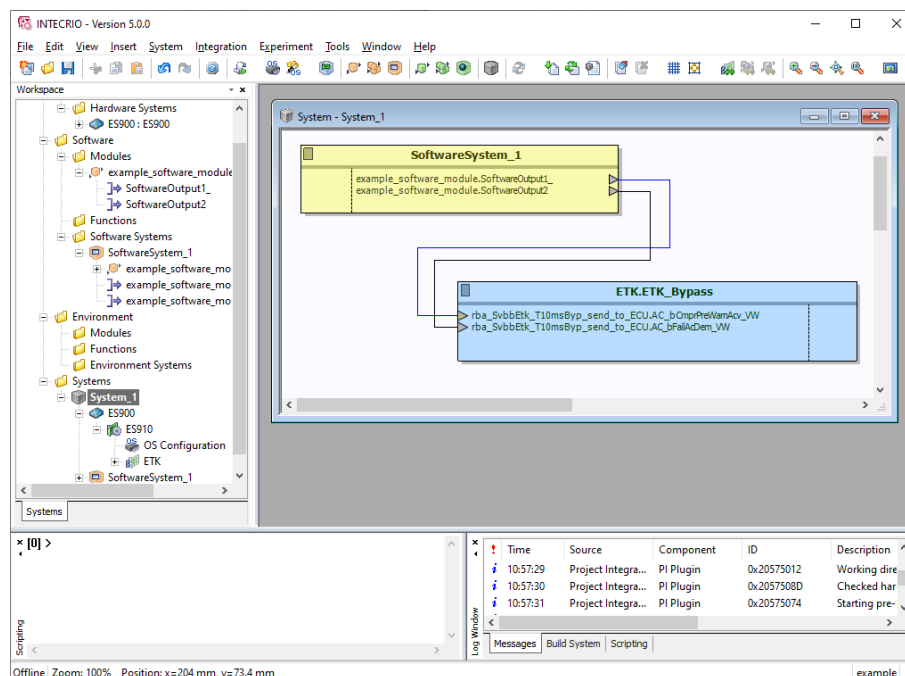 INTECRIO - Version 5.0.0
File Edit View Insert System Integration Experiment Tools Window Help
Workspace
Hardware Systems
ES900 : ES900
Software
Modules
example_software_module
SoftwareOutput1_
SoftwareOutput2
Functions
Software Systems
SoftwareSystem_1
example_software_mo
example_software_mo
example_software_mo
Environment
Modules
Functions
Environment Systems
Systems
System_1
ES900
ES910
OS Configuration
ETK
SoftwareSystem_1
Systems
System - System_1
SoftwareSystem_1
example_software_module.SoftwareOutput1_
example_software_module.SoftwareOutput2
ETK.ETK_Bypass
rba_SvbbEtk_T10msByp_send_to_ECU.AC_bCmprPreWarnAcv_VW
rba_SvbbEtk_T10msByp_send_to_ECU.AC_bFailAcDem_VW
[0] >
Scripting
Log Window
! Time Source Component ID Description
i 10:57:29 Project Integra... PI Plugin 0x20575012 Working dire
i 10:57:30 Project Integra... PI Plugin 0x2057508D Checked har
i 10:57:31 Project Integra... PI Plugin 0x20575074 Starting pre-
Messages Build System Scripting
Offline Zoom: 100% Position: x=204 mm, y=73.4 mm example